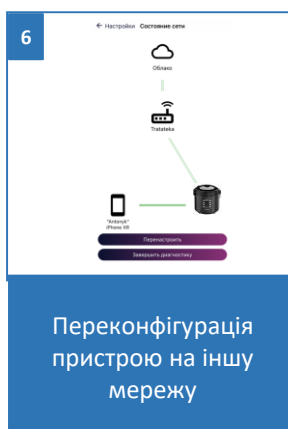 6
← Настройки Состояние сети
Облако
Tratateka
"Antonyk"
iPhone XR
Перенастроить
Завершить диагностику
Переконфігурація
пристрою на іншу
мережу